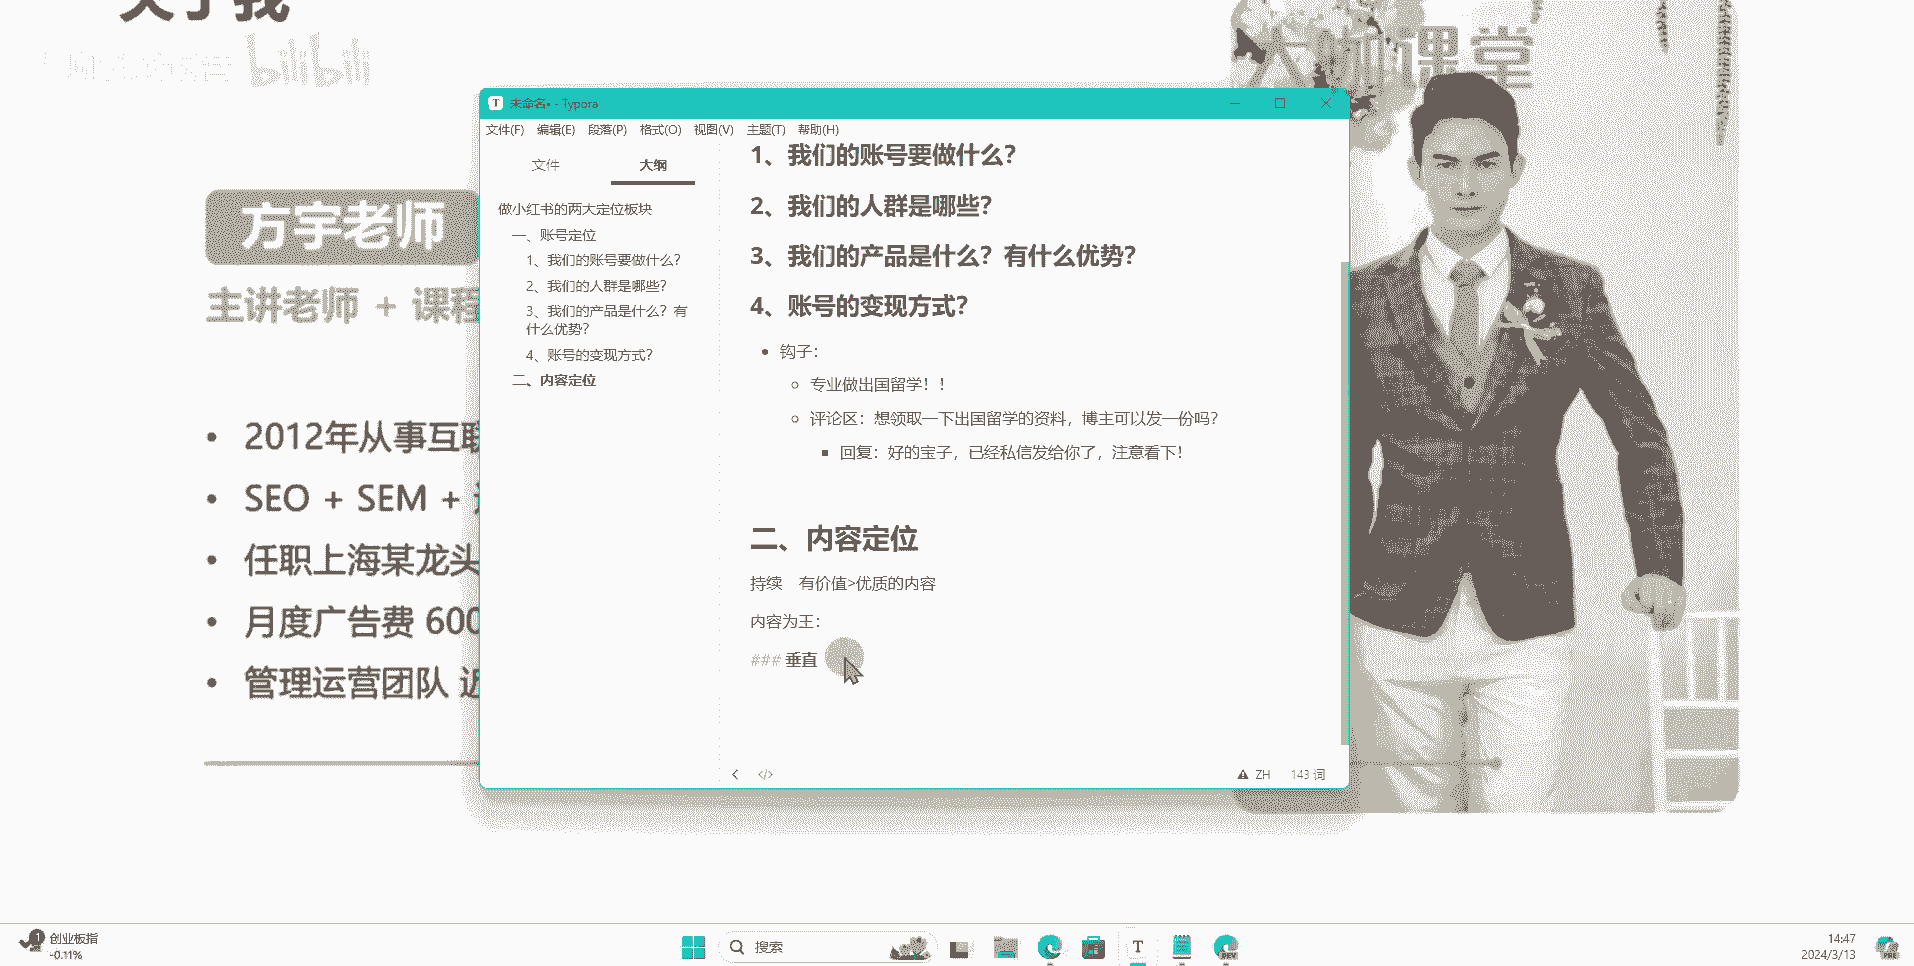 关于我
bilibili
大咖课堂
方宇老师
主讲老师 + 课程
2012年从事互联
SEO + SEM +
任职上海某龙头
月度广告费 600
管理运营团队 近
未命名• - Typora
文件(F) 编辑(E) 段落(P) 格式(O) 视图(V) 主题(T) 帮助(H)
文件 大纲
做小红书的两大定位板块
一、账号定位
1、我们的账号要做什么？
2、我们的人群是哪些？
3、我们的产品是什么？有
什么优势？
4、账号的变现方式？
二、内容定位
1、我们的账号要做什么？
2、我们的人群是哪些？
3、我们的产品是什么？有什么优势？
4、账号的变现方式？
钩子：
专业做出国留学！！
评论区：想领取一下出国留学的资料，博主可以发一份吗？
回复：好的宝子，已经私信发给你了，注意看下！
二、内容定位
持续 有价值>优质的内容
内容为王：
### 垂直
</> ZH 143 词
1 创业板指
-0.11%
搜索
T
DEV
14:47
2024/3/13
PRE